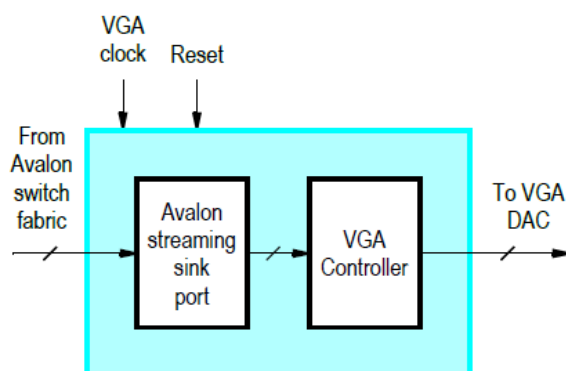 VGA
clock
Reset
From
Avalon
switch
fabric
Avalon
streaming
sink
port
VGA
Controller
To VGA
DAC